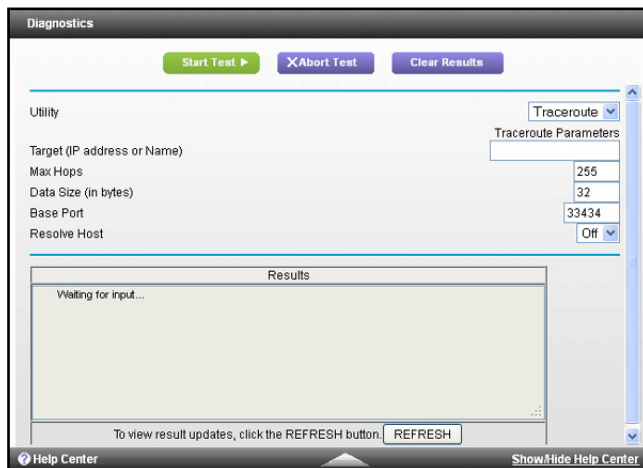 Diagnostics
Start Test
XAbort Test
Clear Results
Utility Traceroute
Traceroute Parameters
Target (IP address or Name)
Max Hops 255
Data Size (in bytes) 32
Base Port 33434
Resolve Host Off
Results
Waiting for input...
To view result updates, click the REFRESH button. REFRESH
? Help Center Show/Hide Help Center